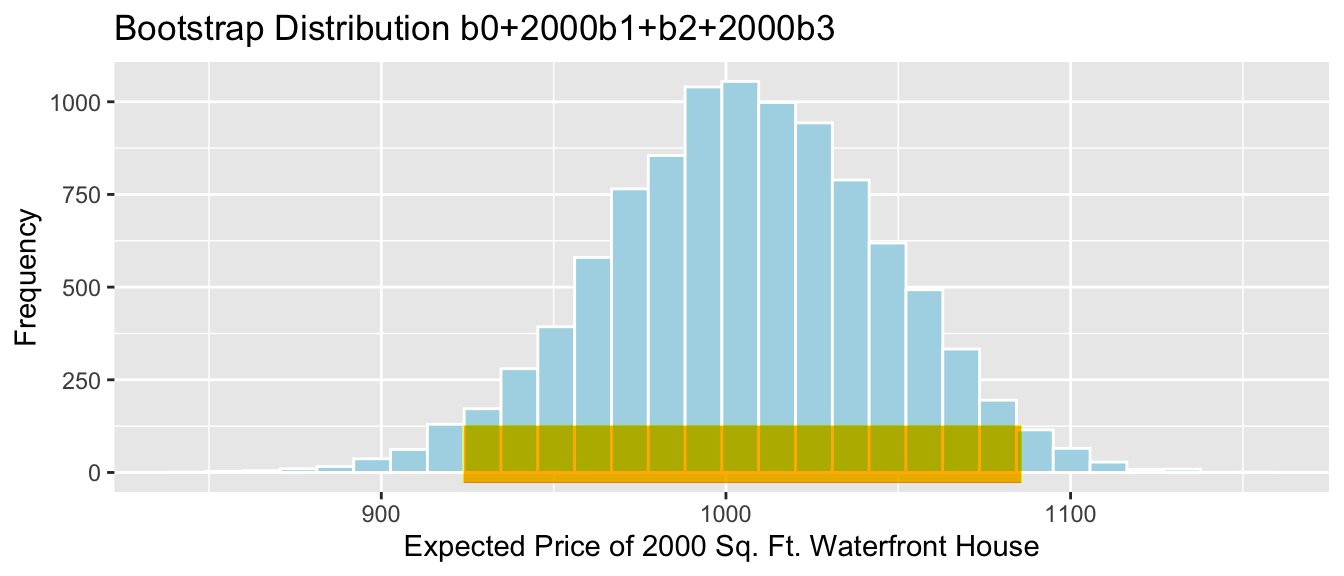 Bootstrap Distribution b0+2000b1+b2+2000b3
1000
750
500
250
0
Frequency
900 1000 1100
Expected Price of 2000 Sq. Ft. Waterfront House